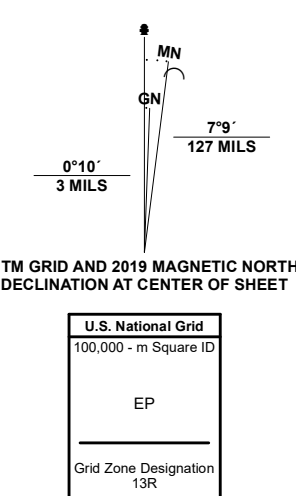 MN
GN
7°9´
127 MILS
0°10´
3 MILS
TM GRID AND 2019 MAGNETIC NORTH
DECLINATION AT CENTER OF SHEET
U.S. National Grid
100,000 - m Square ID
EP
Grid Zone Designation
13R